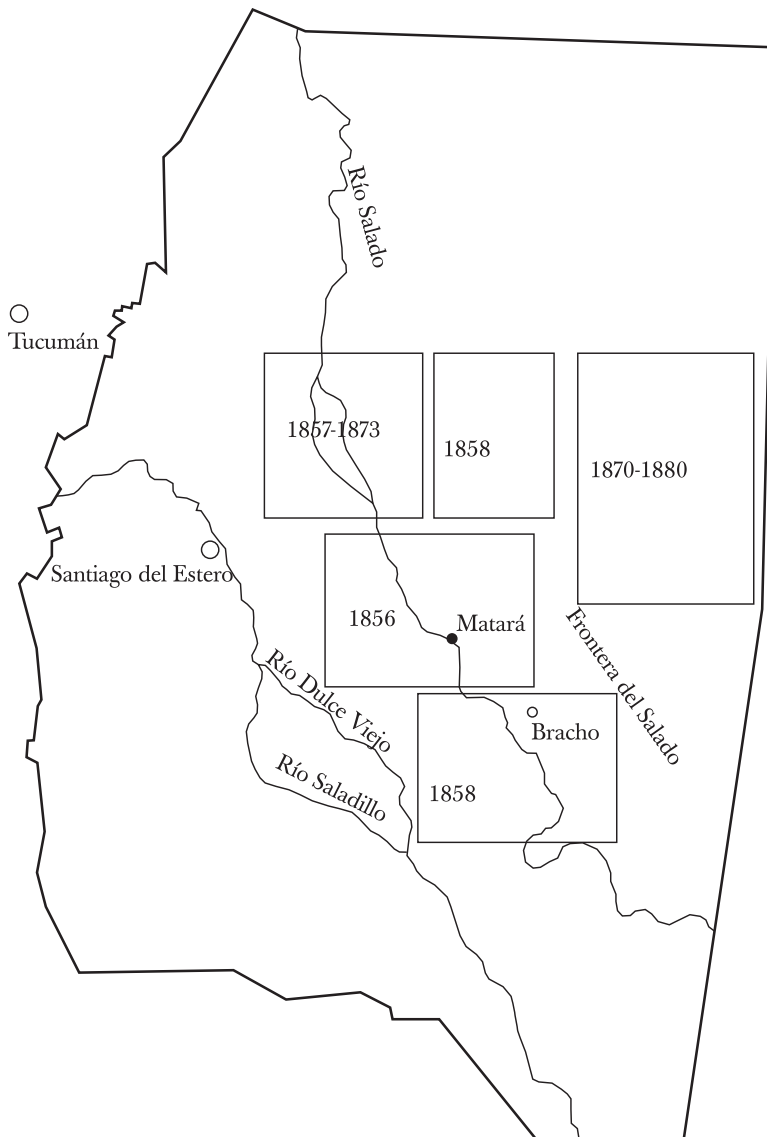 Río Salado
Tucumán
1857-1873
1858
1870-1880
Santiago del Estero
1856
Matará
Frontera del Salado
Río Dulce Viejo
Bracho
Río Saladillo
1858